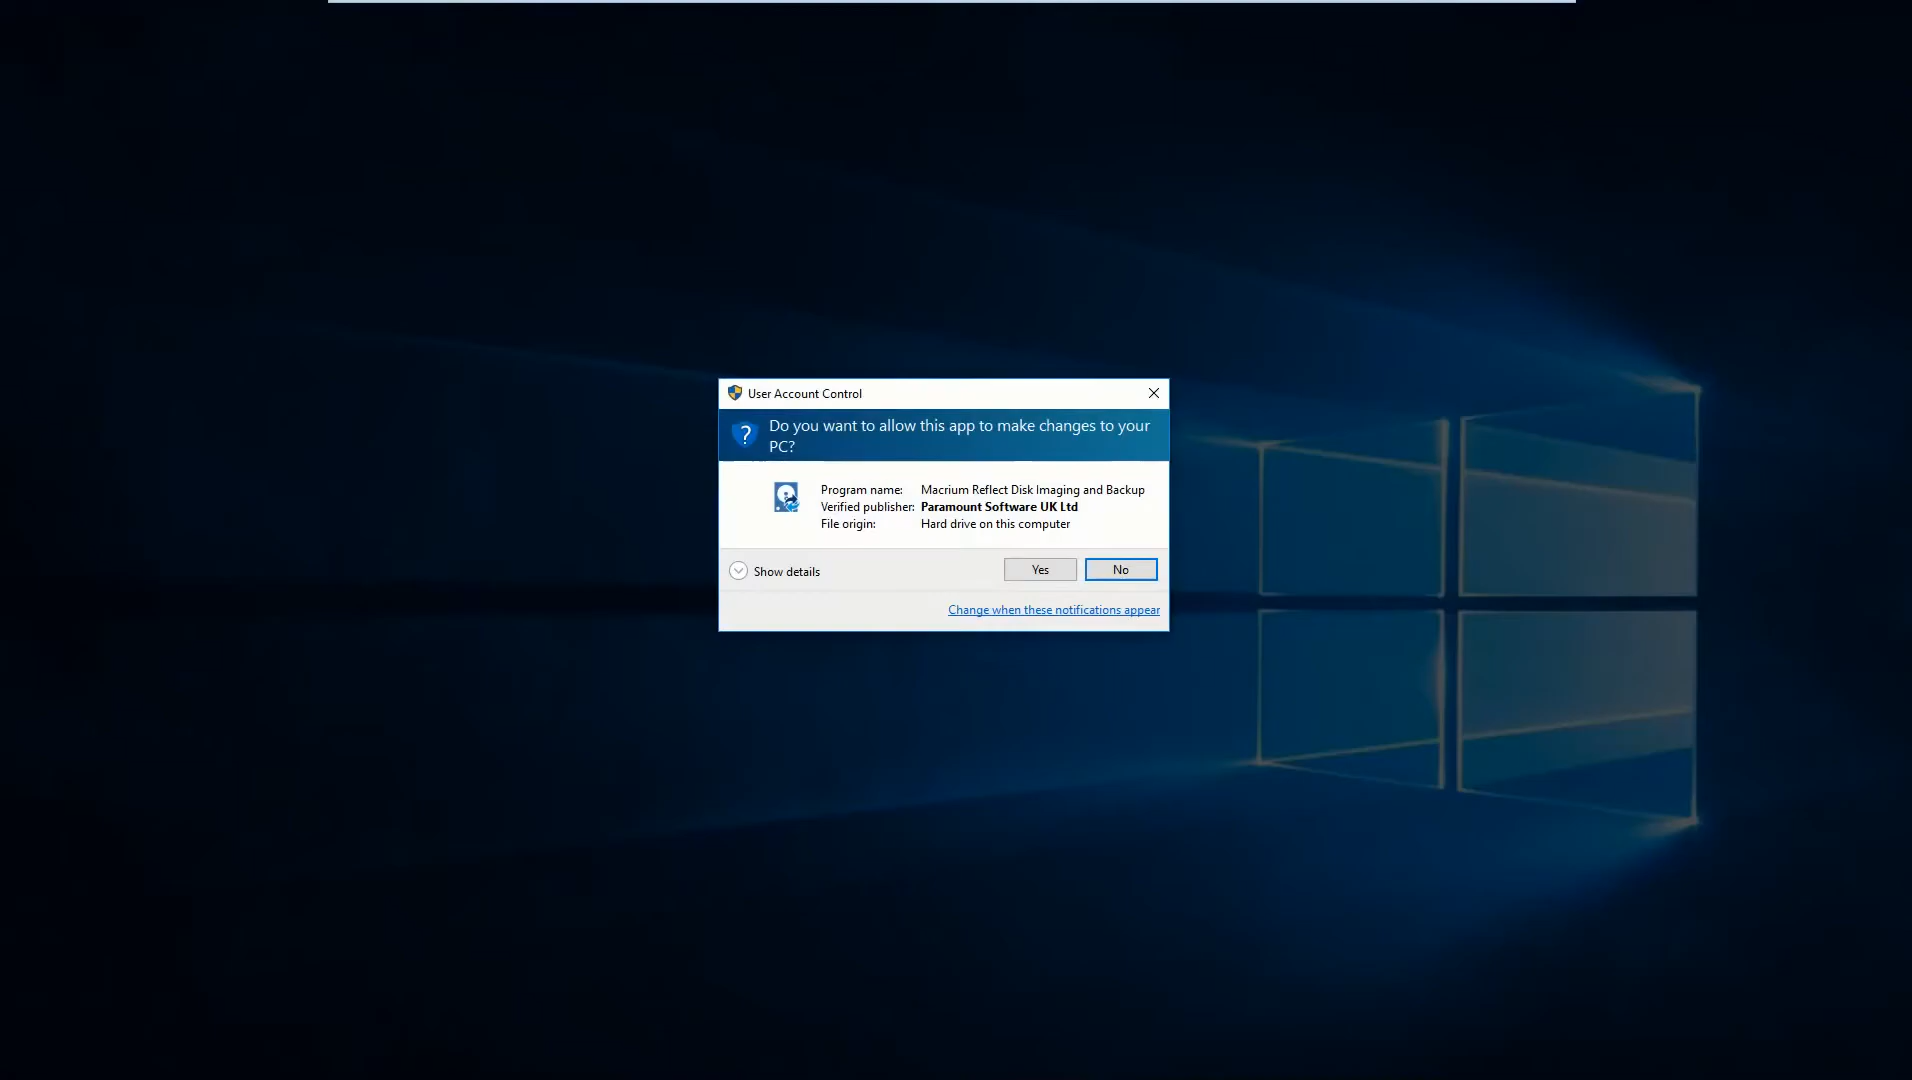 User Account Control
?
Do you want to allow this app to make changes to your
PC?
Program name: Macrium Reflect Disk Imaging and Backup
Verified publisher: Paramount Software UK Ltd
File origin: Hard drive on this computer
Show details
Yes
No
Change when these notifications appear